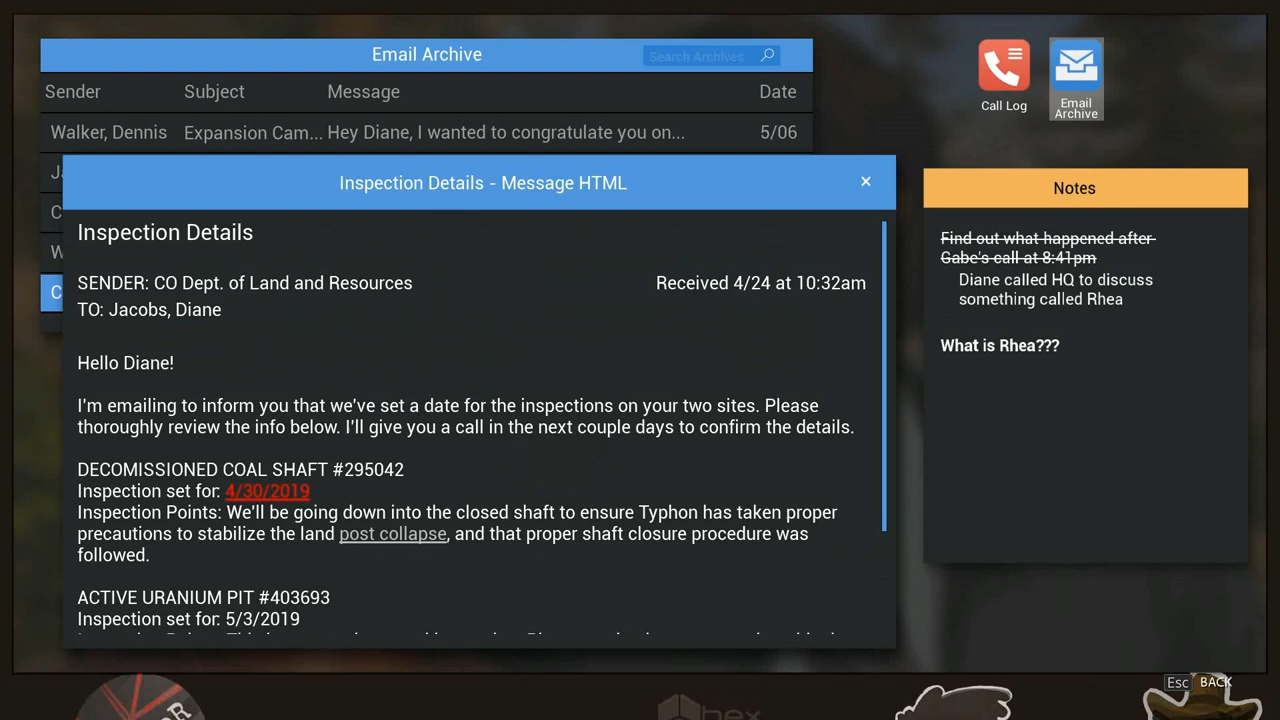 Email Archive
Search Archives
Sender Subject Message Date
Walker, Dennis Expansion Cam... Hey Diane, I wanted to congratulate you on... 5/06
Call Log
Email
Archive
Inspection Details - Message HTML
Inspection Details
SENDER: CO Dept. of Land and Resources Received 4/24 at 10:32am
TO: Jacobs, Diane
Hello Diane!
I'm emailing to inform you that we've set a date for the inspections on your two sites. Please
thoroughly review the info below. I'll give you a call in the next couple days to confirm the details.
DECOMISSIONED COAL SHAFT #295042
Inspection set for: 4/30/2019
Inspection Points: We'll be going down into the closed shaft to ensure Typhon has taken proper
precautions to stabilize the land post collapse, and that proper shaft closure procedure was
followed.
ACTIVE URANIUM PIT #403693
Inspection set for: 5/3/2019
Notes
Find out what happened after
Gabe's call at 8:41pm
Diane called HQ to discuss
something called Rhea
What is Rhea???
Esc BACK